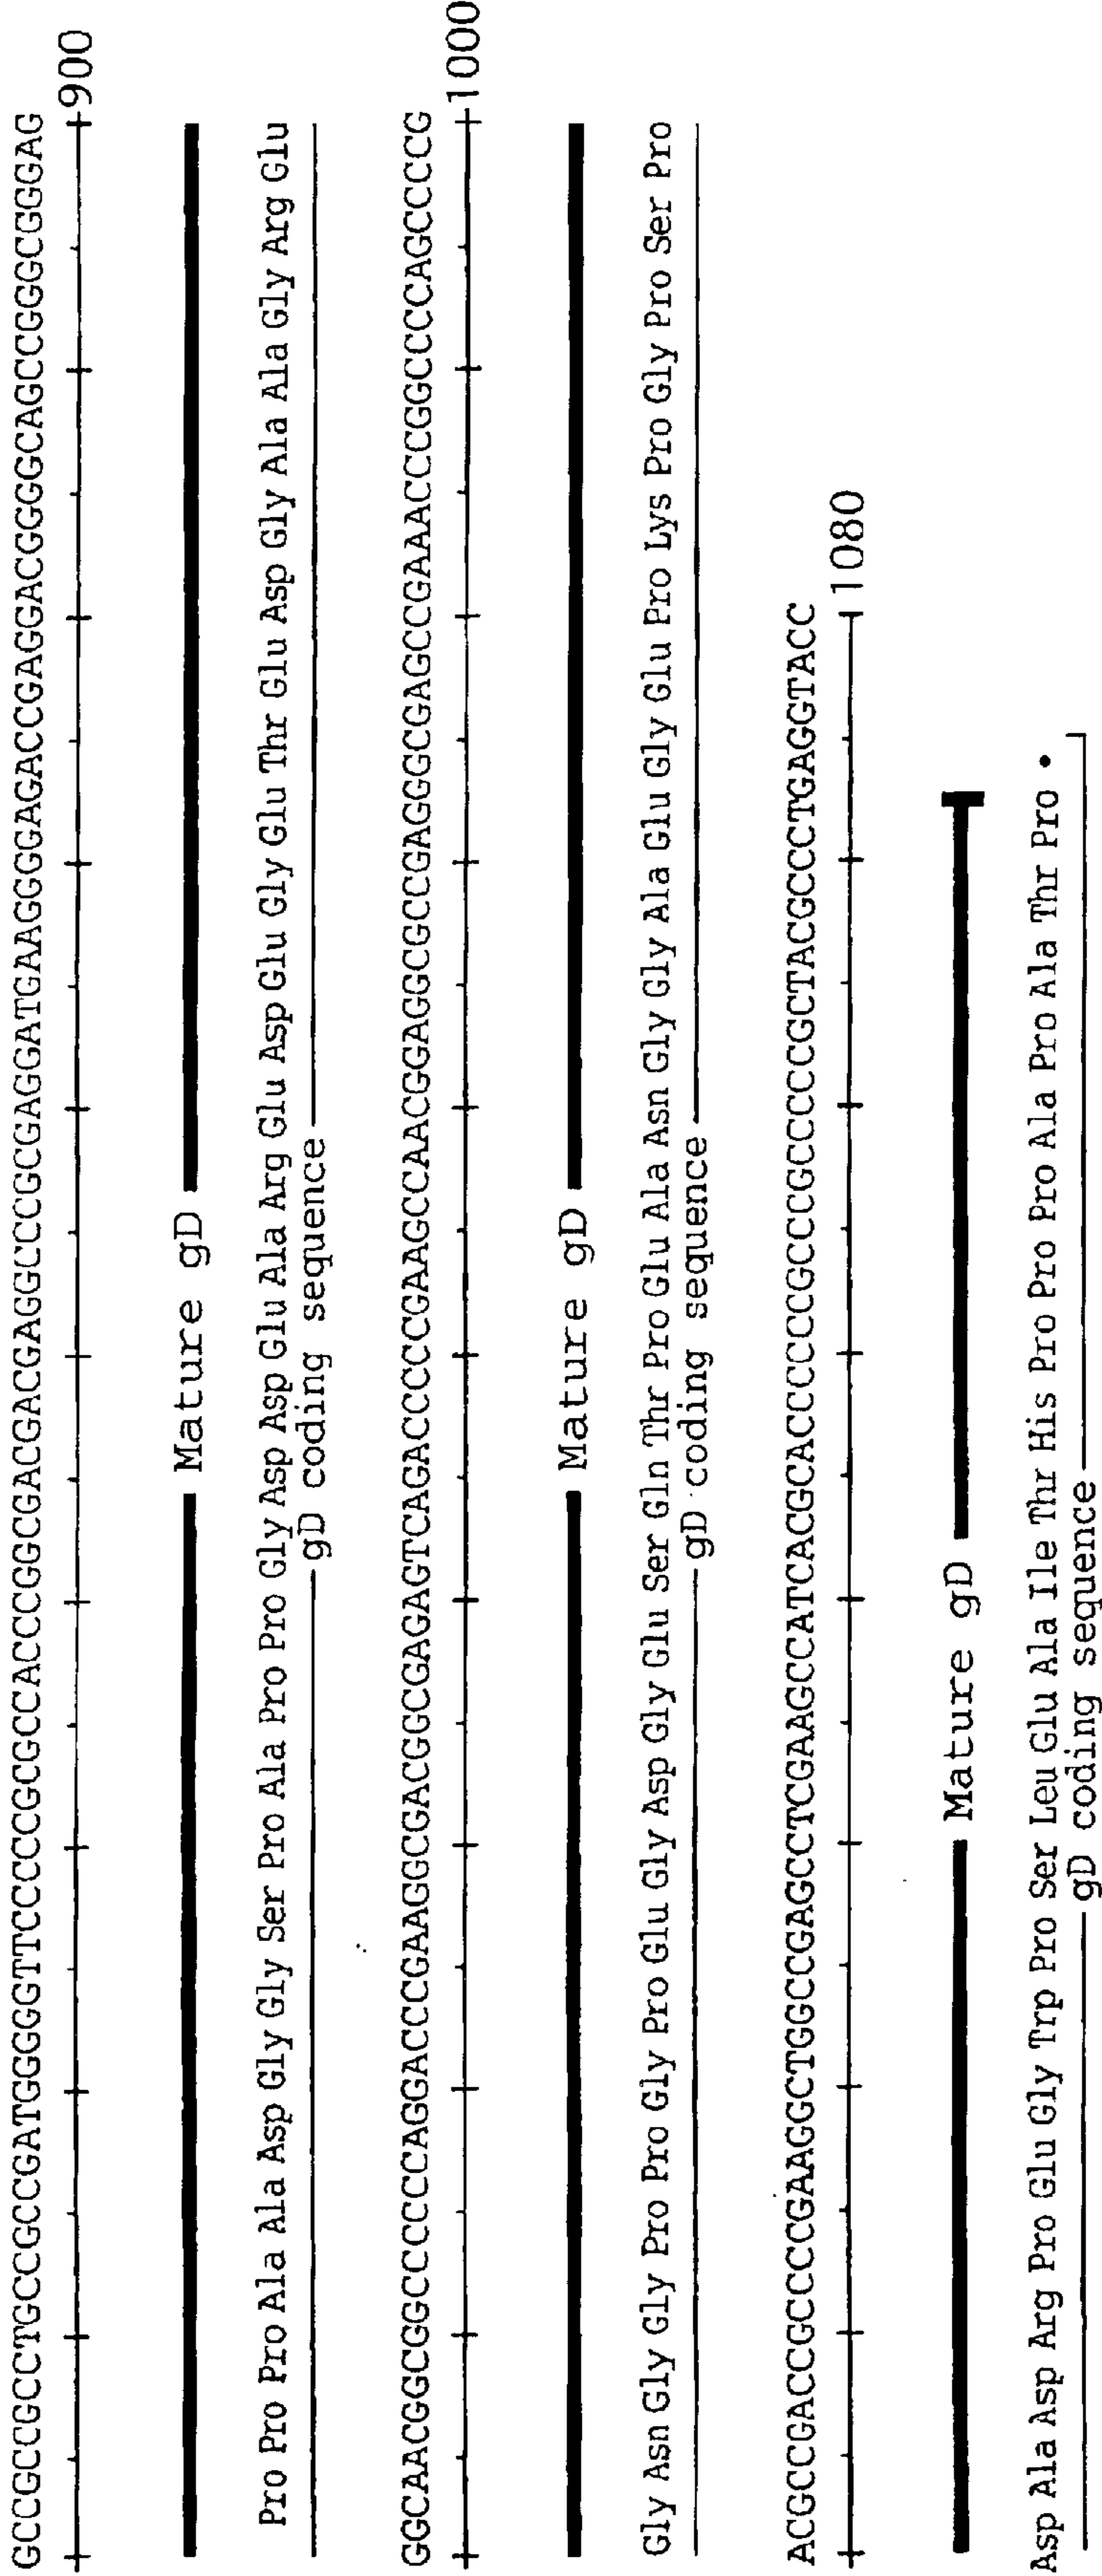 GCCGCCGCCTGCCGCCGATGGGGGTTCCCCCGCGCCACCCGGCGACGACGAGGCCCGCGAGGATGAAGGGGAGACCGAGGACGGGGCAGCCGGGCGGGAG
900
Mature gD
Pro Pro Pro Ala Ala Asp Gly Gly Ser Pro Ala Pro Pro Gly Asp Asp Glu Ala Arg Glu Asp Glu Gly Glu Thr Glu Asp Gly Ala Ala Gly Arg Glu
gD coding sequence
GGCAACGGCGGCCCCCCAGGACCCGAAGGCGACGGCGAGAGTCAGACCCCCGAAGCCAACGGAGGCGCCGAGGGCGAGCCGAAACCCGGCCCCAGCCCCG
1000
Mature gD
Gly Asn Gly Gly Pro Pro Gly Pro Glu Gly Asp Gly Glu Ser Gln Thr Pro Glu Ala Asn Gly Gly Ala Glu Gly Glu Pro Lys Pro Gly Pro Ser Pro
gD coding sequence
ACGCCGACCGCCCCGAAGGCTGGCCGAGCCTCGAAGCCATCACGCACCCCCCGCCCGCCCCCGCTACGCCCTGAGGTACC
1080
Mature gD
Asp Ala Asp Arg Pro Glu Gly Trp Pro Ser Leu Glu Ala Ile Thr His Pro Pro Pro Ala Pro Ala Thr Pro •
gD coding sequence